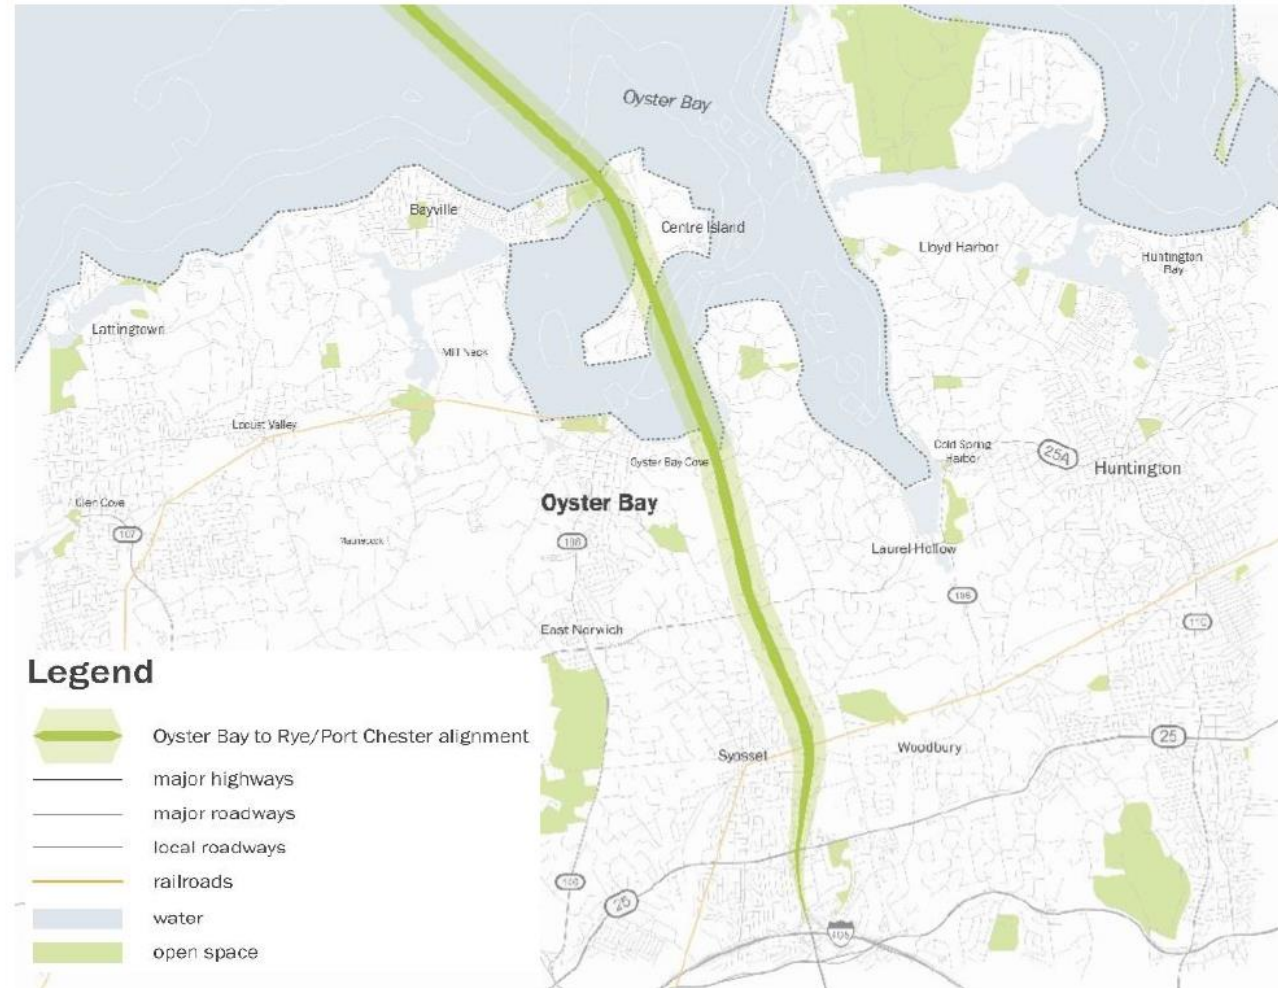 Oyster Bay
Bayville
Centre Island
Lloyd Harbor
Huntington
Bay
Lattingtown
Mill Neck
Locust Valley
Cold Spring
Harbor
25A
Huntington
Oyster Bay Cove
Glen Cove
107
Oyster Bay
106
Laurel Hollow
108
110
East Norwich
Syosset
Woodbury
25
106
25
495
Legend
Oyster Bay to Rye/Port Chester alignment
major highways
major roadways
local roadways
railroads
water
open space